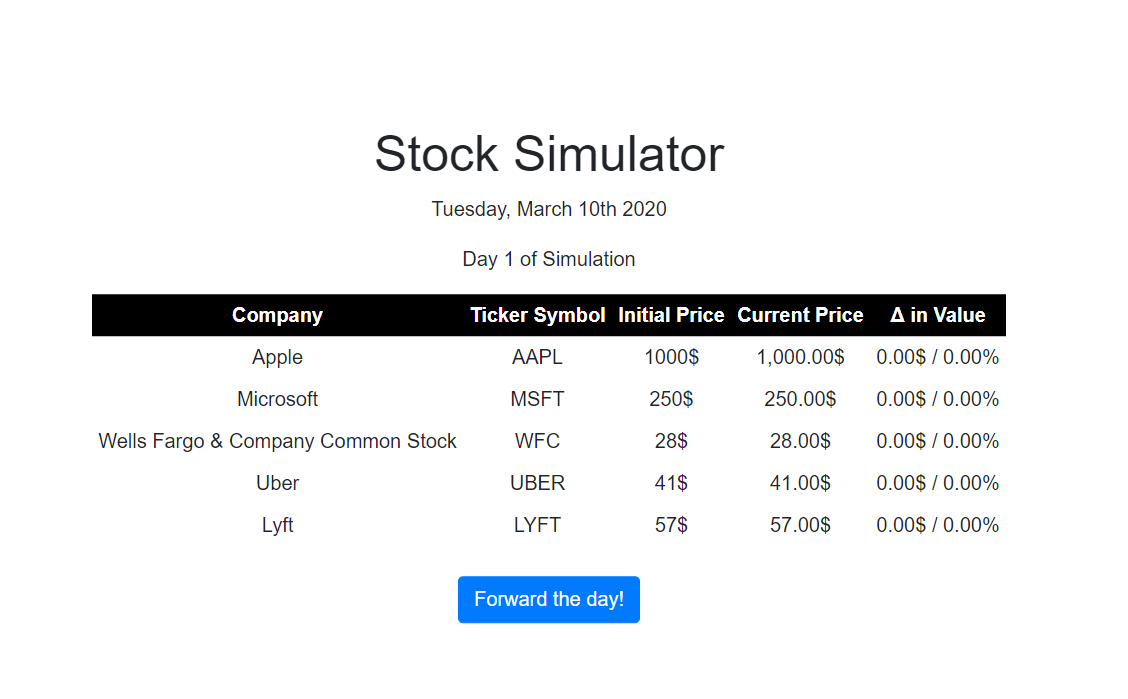 Stock Simulator
Tuesday, March 10th 2020
Day 1 of Simulation
Company Ticker Symbol Initial Price Current Price Δ in Value
Apple AAPL 1000$ 1,000.00$ 0.00$ / 0.00%
Microsoft MSFT 250$ 250.00$ 0.00$ / 0.00%
Wells Fargo & Company Common Stock WFC 28$ 28.00$ 0.00$ / 0.00%
Uber UBER 41$ 41.00$ 0.00$ / 0.00%
Lyft LYFT 57$ 57.00$ 0.00$ / 0.00%
Forward the day!